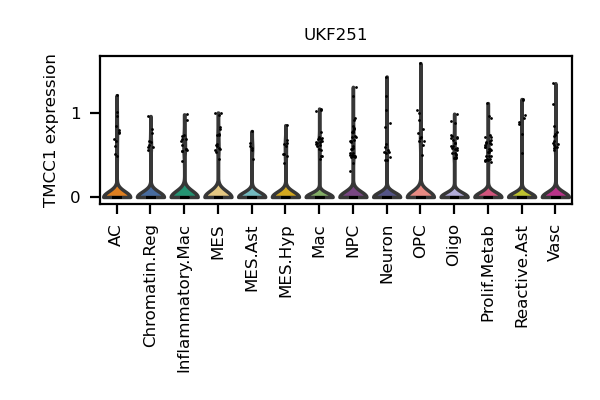 UKF251
TMCC1 expression
1
0
AC
Chromatin.Reg
Inflammatory.Mac
MES
MES.Ast
MES.Hyp
Mac
NPC
Neuron
OPC
Oligo
Prolif.Metab
Reactive.Ast
Vasc